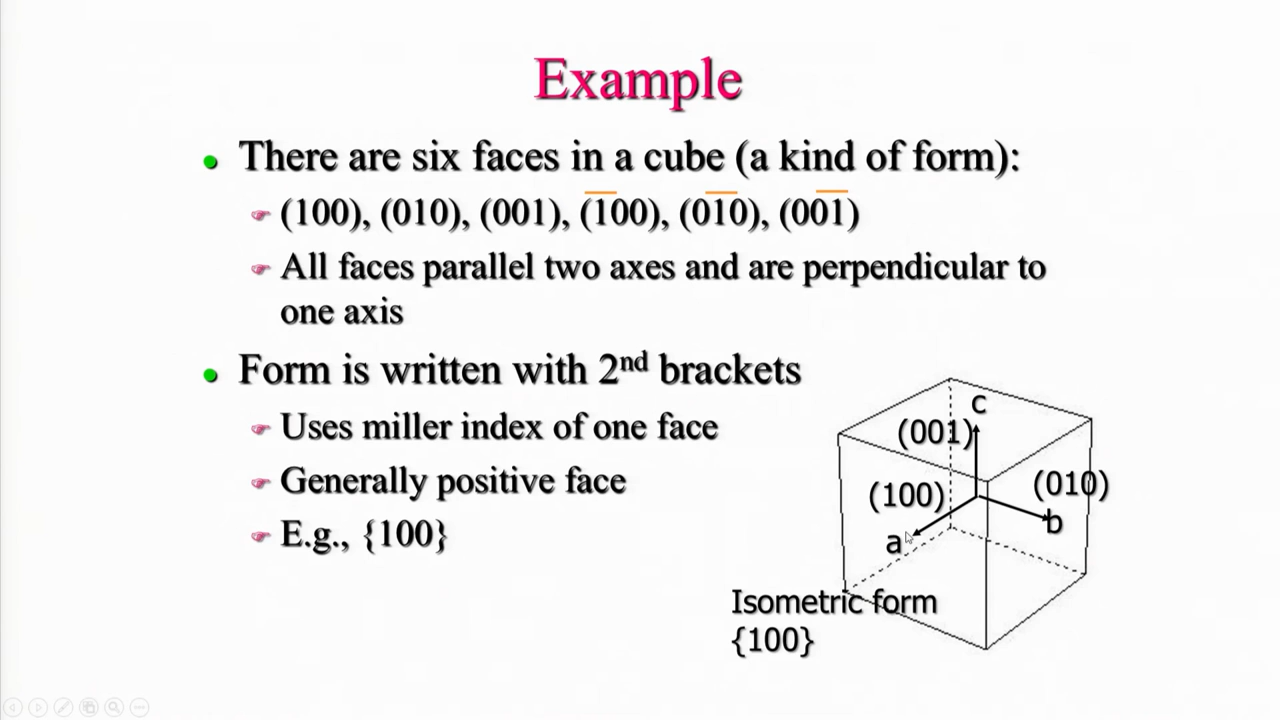 Example
• There are six faces in a cube (a kind of form):
☞ (100), (010), (001), (1̅00), (01̅0), (001̅)
☞ All faces parallel two axes and are perpendicular to
one axis
• Form is written with 2nd brackets
☞ Uses miller index of one face
☞ Generally positive face
☞ E.g., {100}
c
(001)
(100)
(010)
a
b
Isometric form
{100}